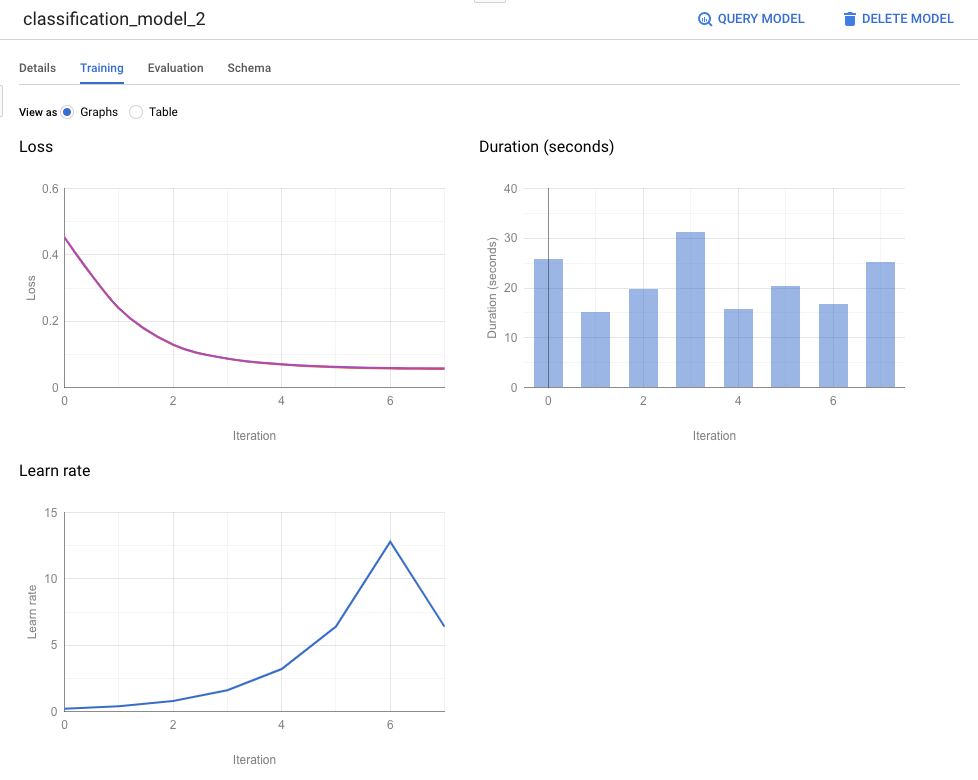 classification_model_2
QUERY MODEL
DELETE MODEL
Details
Training
Evaluation
Schema
View as
Graphs
Table
Loss
0.6
0.4
0.2
0
Loss
0
2
4
6
Iteration
Duration (seconds)
40
30
20
10
0
Duration (seconds)
0
2
4
6
Iteration
Learn rate
15
10
5
0
Learn rate
0
2
4
6
Iteration